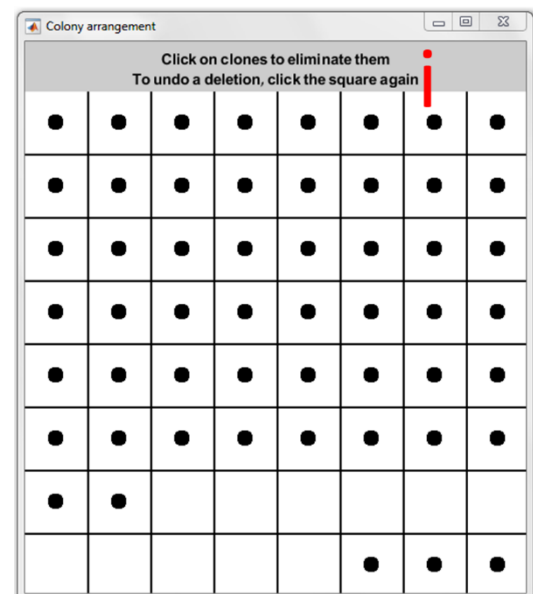 Colony arrangement
Click on clones to eliminate them
To undo a deletion, click the square again
i